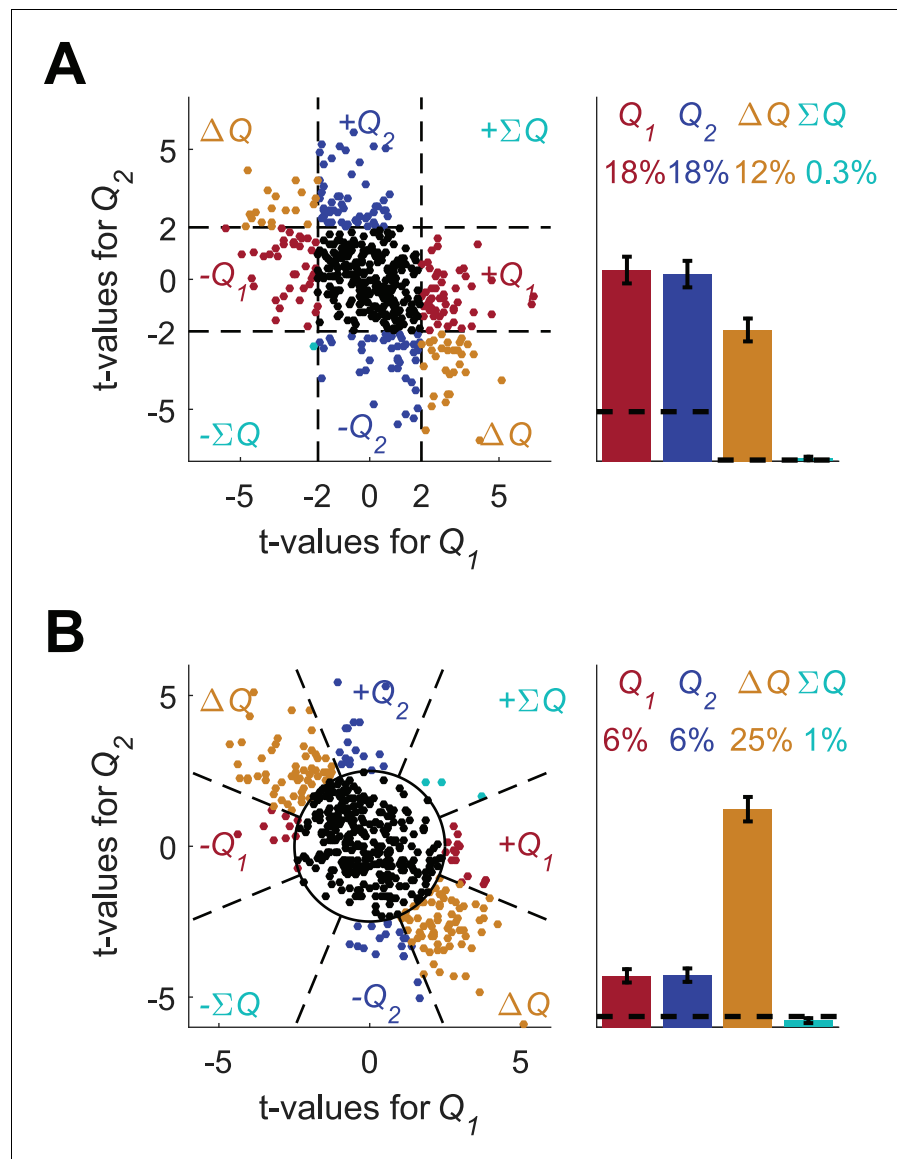 A
ΔQ +Q2 +ΣQ
-Q1 +Q1
-ΣQ -Q2 ΔQ
5
2
0
-2
-5
t-values for Q2
-5 -2 0 2 5
t-values for Q1
Q1 Q2 ΔQ ΣQ
18% 18% 12% 0.3%
B
ΔQ +Q2 +ΣQ
-Q1 +Q1
-ΣQ -Q2 ΔQ
5
0
-5
t-values for Q2
-5 0 5
t-values for Q1
Q1 Q2 ΔQ ΣQ
6% 6% 25% 1%